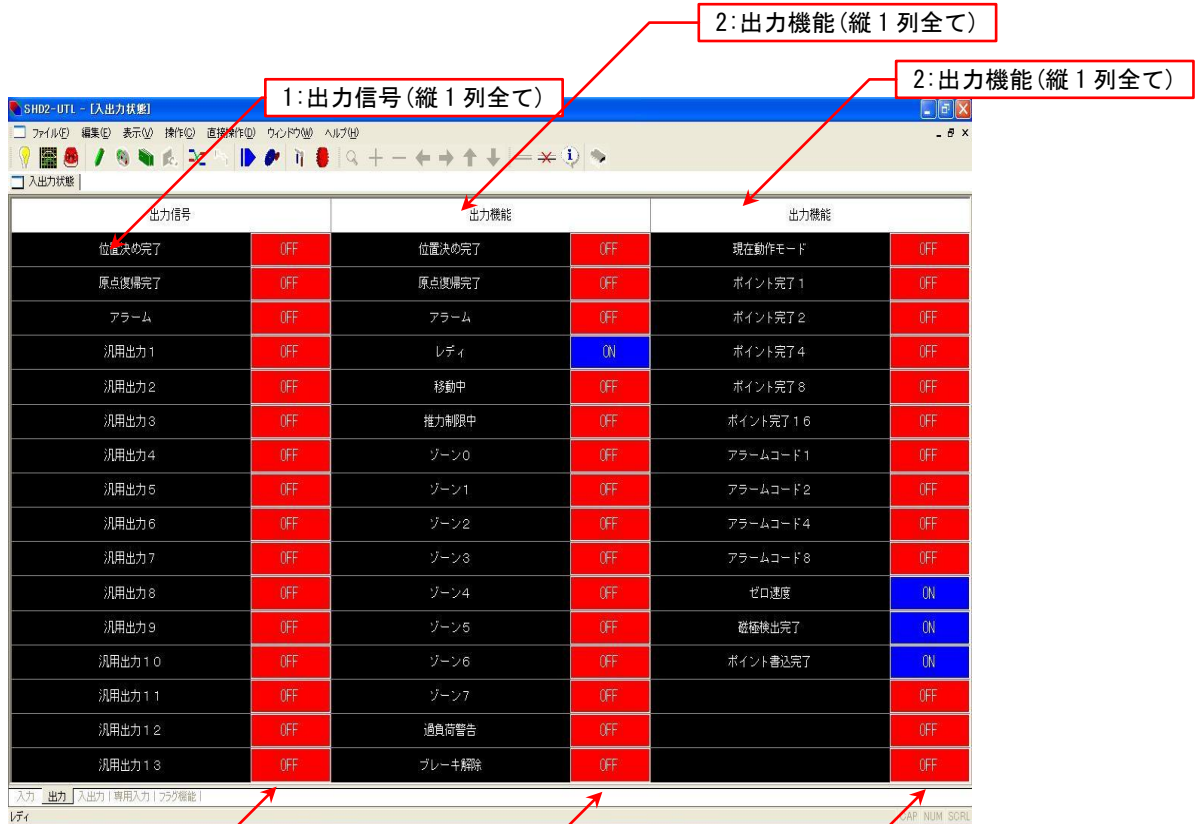 2:出力機能(縦1列全て)
2:出力機能(縦1列全て)
1:出力信号(縦1列全て)
SHD2-UTL - [入出力状態]
ファイル(F) 編集(E) 表示(V) 操作(C) 直接操作(D) ウィンドウ(W) ヘルプ(H)
入出力状態
出力信号 出力機能 出力機能
位置決め完了 OFF 位置決め完了 OFF 現在動作モード OFF
原点復帰完了 OFF 原点復帰完了 OFF ポイント完了1 OFF
アラーム OFF アラーム OFF ポイント完了2 OFF
汎用出力1 OFF レディ ON ポイント完了4 OFF
汎用出力2 OFF 移動中 OFF ポイント完了8 OFF
汎用出力3 OFF 推力制限中 OFF ポイント完了16 OFF
汎用出力4 OFF ゾーン0 OFF アラームコード1 OFF
汎用出力5 OFF ゾーン1 OFF アラームコード2 OFF
汎用出力6 OFF ゾーン2 OFF アラームコード4 OFF
汎用出力7 OFF ゾーン3 OFF アラームコード8 OFF
汎用出力8 OFF ゾーン4 OFF ゼロ速度 ON
汎用出力9 OFF ゾーン5 OFF 磁極検出完了 ON
汎用出力10 OFF ゾーン6 OFF ポイント書込完了 ON
汎用出力11 OFF ゾーン7 OFF OFF
汎用出力12 OFF 過負荷警告 OFF OFF
汎用出力13 OFF ブレーキ解除 OFF OFF
入力 出力 入出力 専用入力 フラグ機能
レディ CAP NUM SCRL